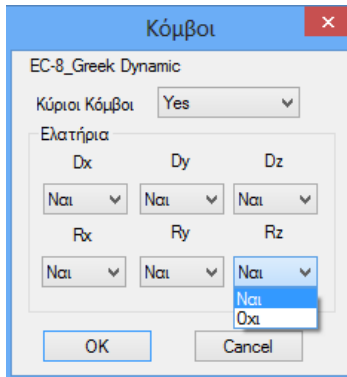 Κόμβοι
EC-8_Greek Dynamic
Κύριοι Κόμβοι Yes
Ελατήρια
Dx Dy Dz
Ναι Ναι Ναι
Rx Ry Rz
Ναι Ναι Ναι
Ναι
Όχι
OK Cancel